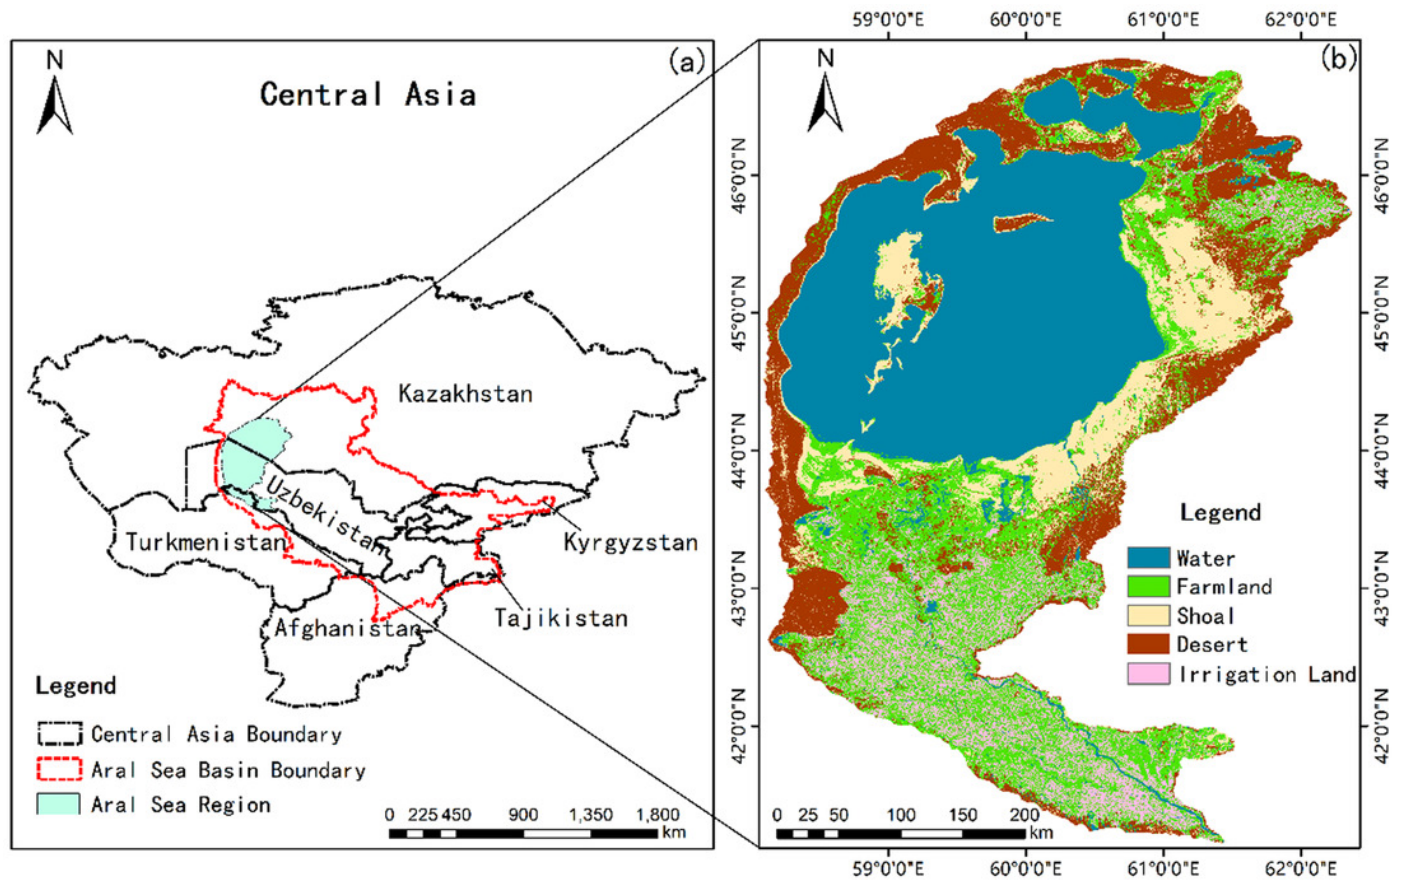 59°0'0"E 60°0'0"E 61°0'0"E 62°0'0"E
(a)
N
Central Asia
Kazakhstan
Uzbekistan
Turkmenistan
Kyrgyzstan
Tajikistan
Afghanistan
Legend
Central Asia Boundary
Aral Sea Basin Boundary
Aral Sea Region
0 225 450 900 1,350 1,800
km
(b)
N
46°0'0"N 46°0'0"N
45°0'0"N 45°0'0"N
44°0'0"N 44°0'0"N
43°0'0"N 43°0'0"N
42°0'0"N 42°0'0"N
Legend
Water
Farmland
Shoal
Desert
Irrigation Land
0 25 50 100 150 200
km
59°0'0"E 60°0'0"E 61°0'0"E 62°0'0"E